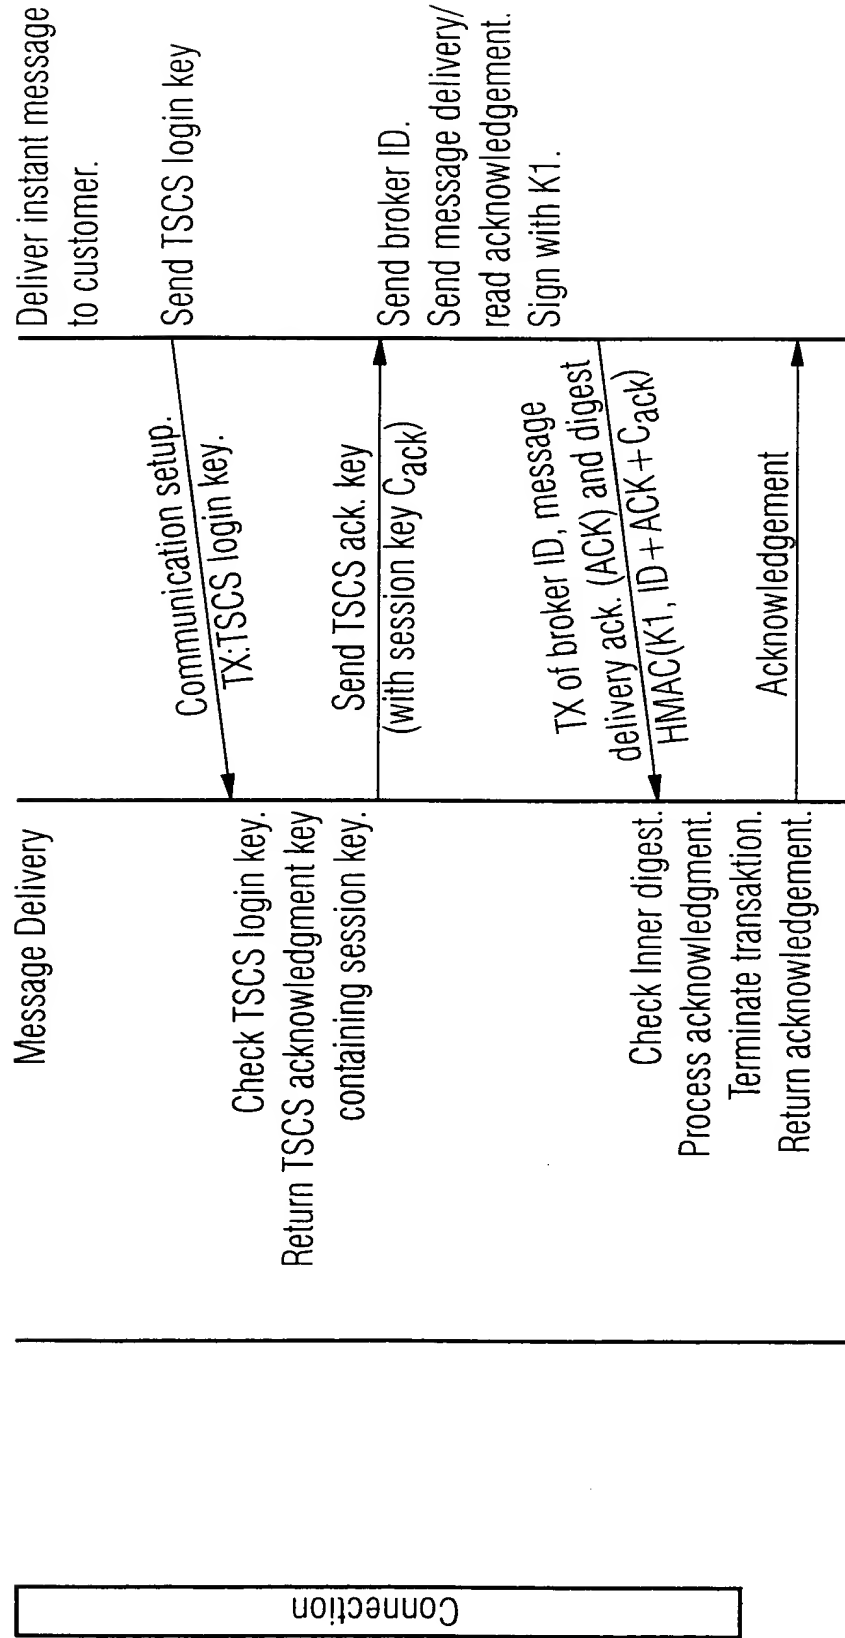 Message Delivery
Deliver instant message
to customer.
Send TSCS login key
Communication setup.
TX:TSCS login key.
Check TSCS login key.
Return TSCS acknowledgment key
containing session key.
Send TSCS ack. key
(with session key Cack)
Send broker ID.
Send message delivery/
read acknowledgement.
Sign with K1.
TX of broker ID, message
delivery ack. (ACK) and digest
HMAC(K1, ID+ACK+Cack)
Check Inner digest.
Process acknowledgment.
Terminate transaktion.
Return acknowledgement.
Acknowledgement
Connection